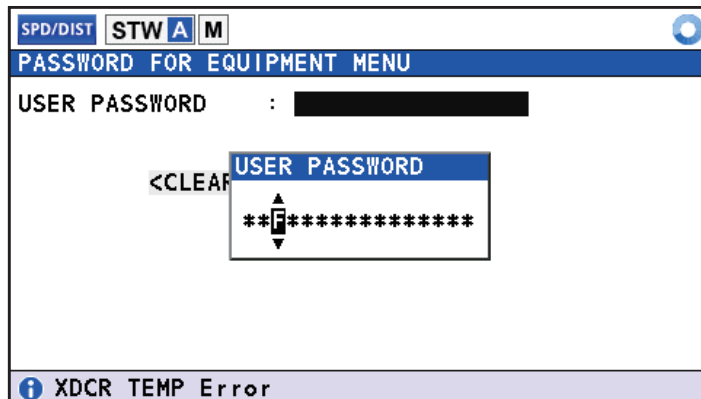 SPD/DIST STW A M
PASSWORD FOR EQUIPMENT MENU
USER PASSWORD :
USER PASSWORD
<CLEAR
**F*************
XDCR TEMP Error